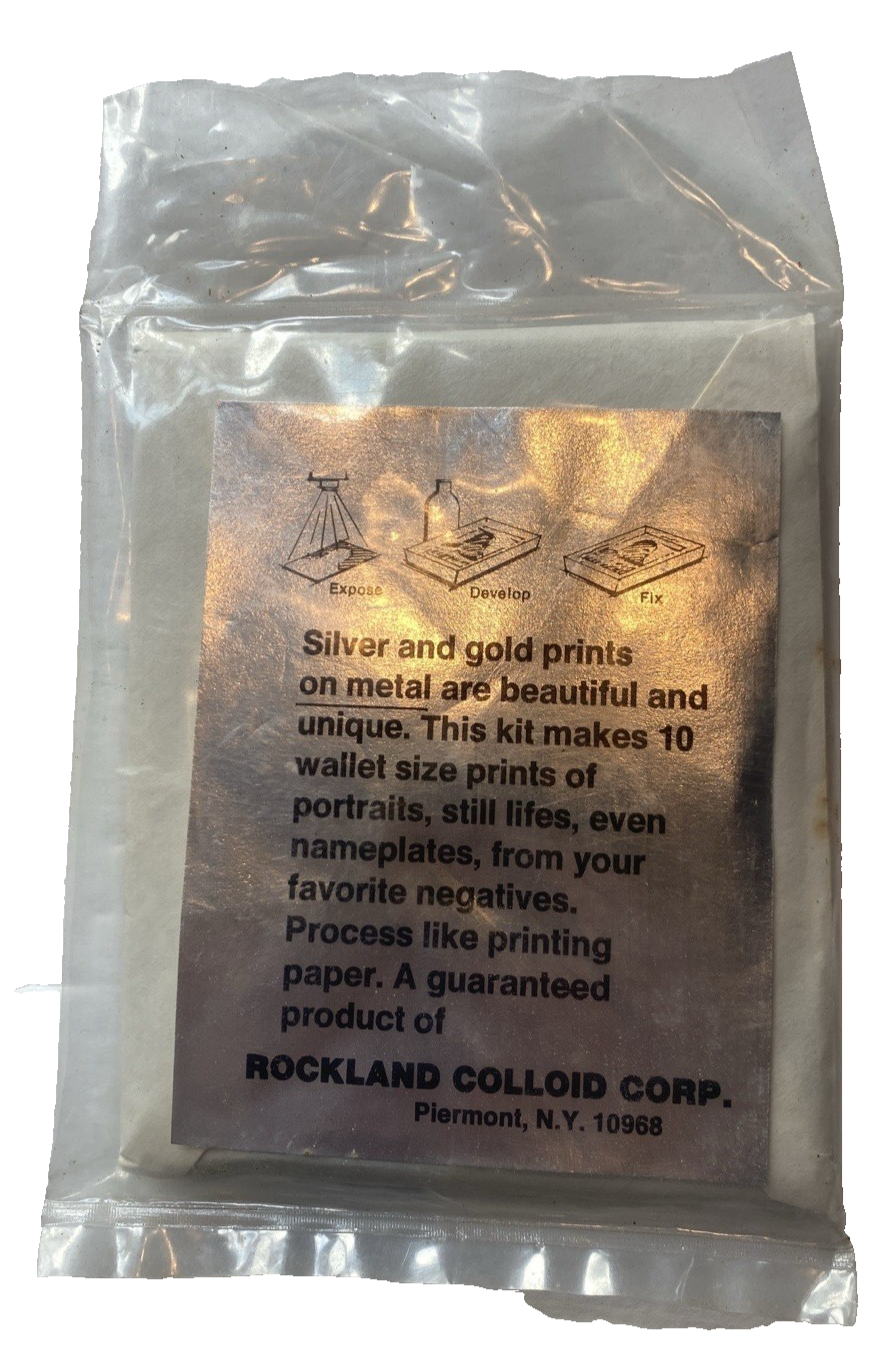 Expose Develop Fix
Silver and gold prints
on metal are beautiful and
unique. This kit makes 10
wallet size prints of
portraits, still lifes, even
nameplates, from your
favorite negatives.
Process like printing
paper. A guaranteed
product of
ROCKLAND COLLOID CORP.
Piermont, N.Y. 10968